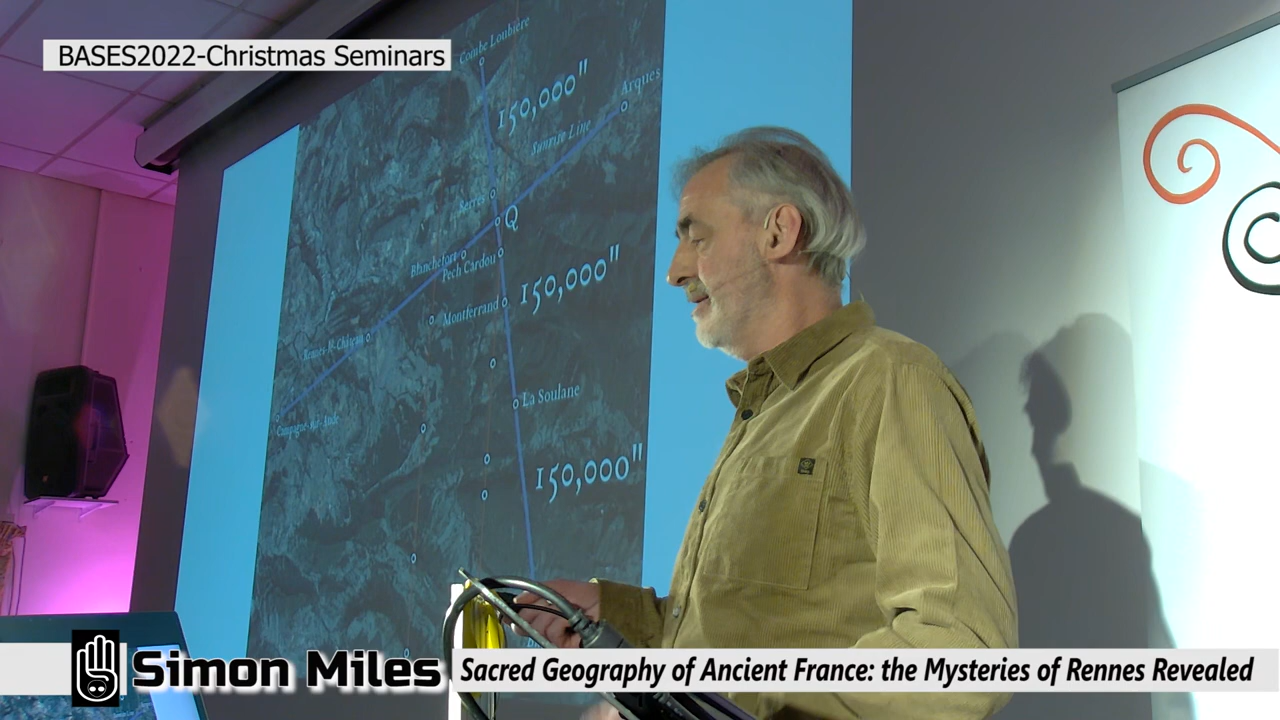 BASES2022-Christmas Seminars
Combe Loubière
150,000"
Arques
Sunrise Line
Serres
Q
Blanchefort
Pech Cardou
150,000"
Montferrand
Rennes-le-Château
La Soulane
Campagne-sur-Aude
150,000"
Simon Miles
Sacred Geography of Ancient France: the Mysteries of Rennes Revealed